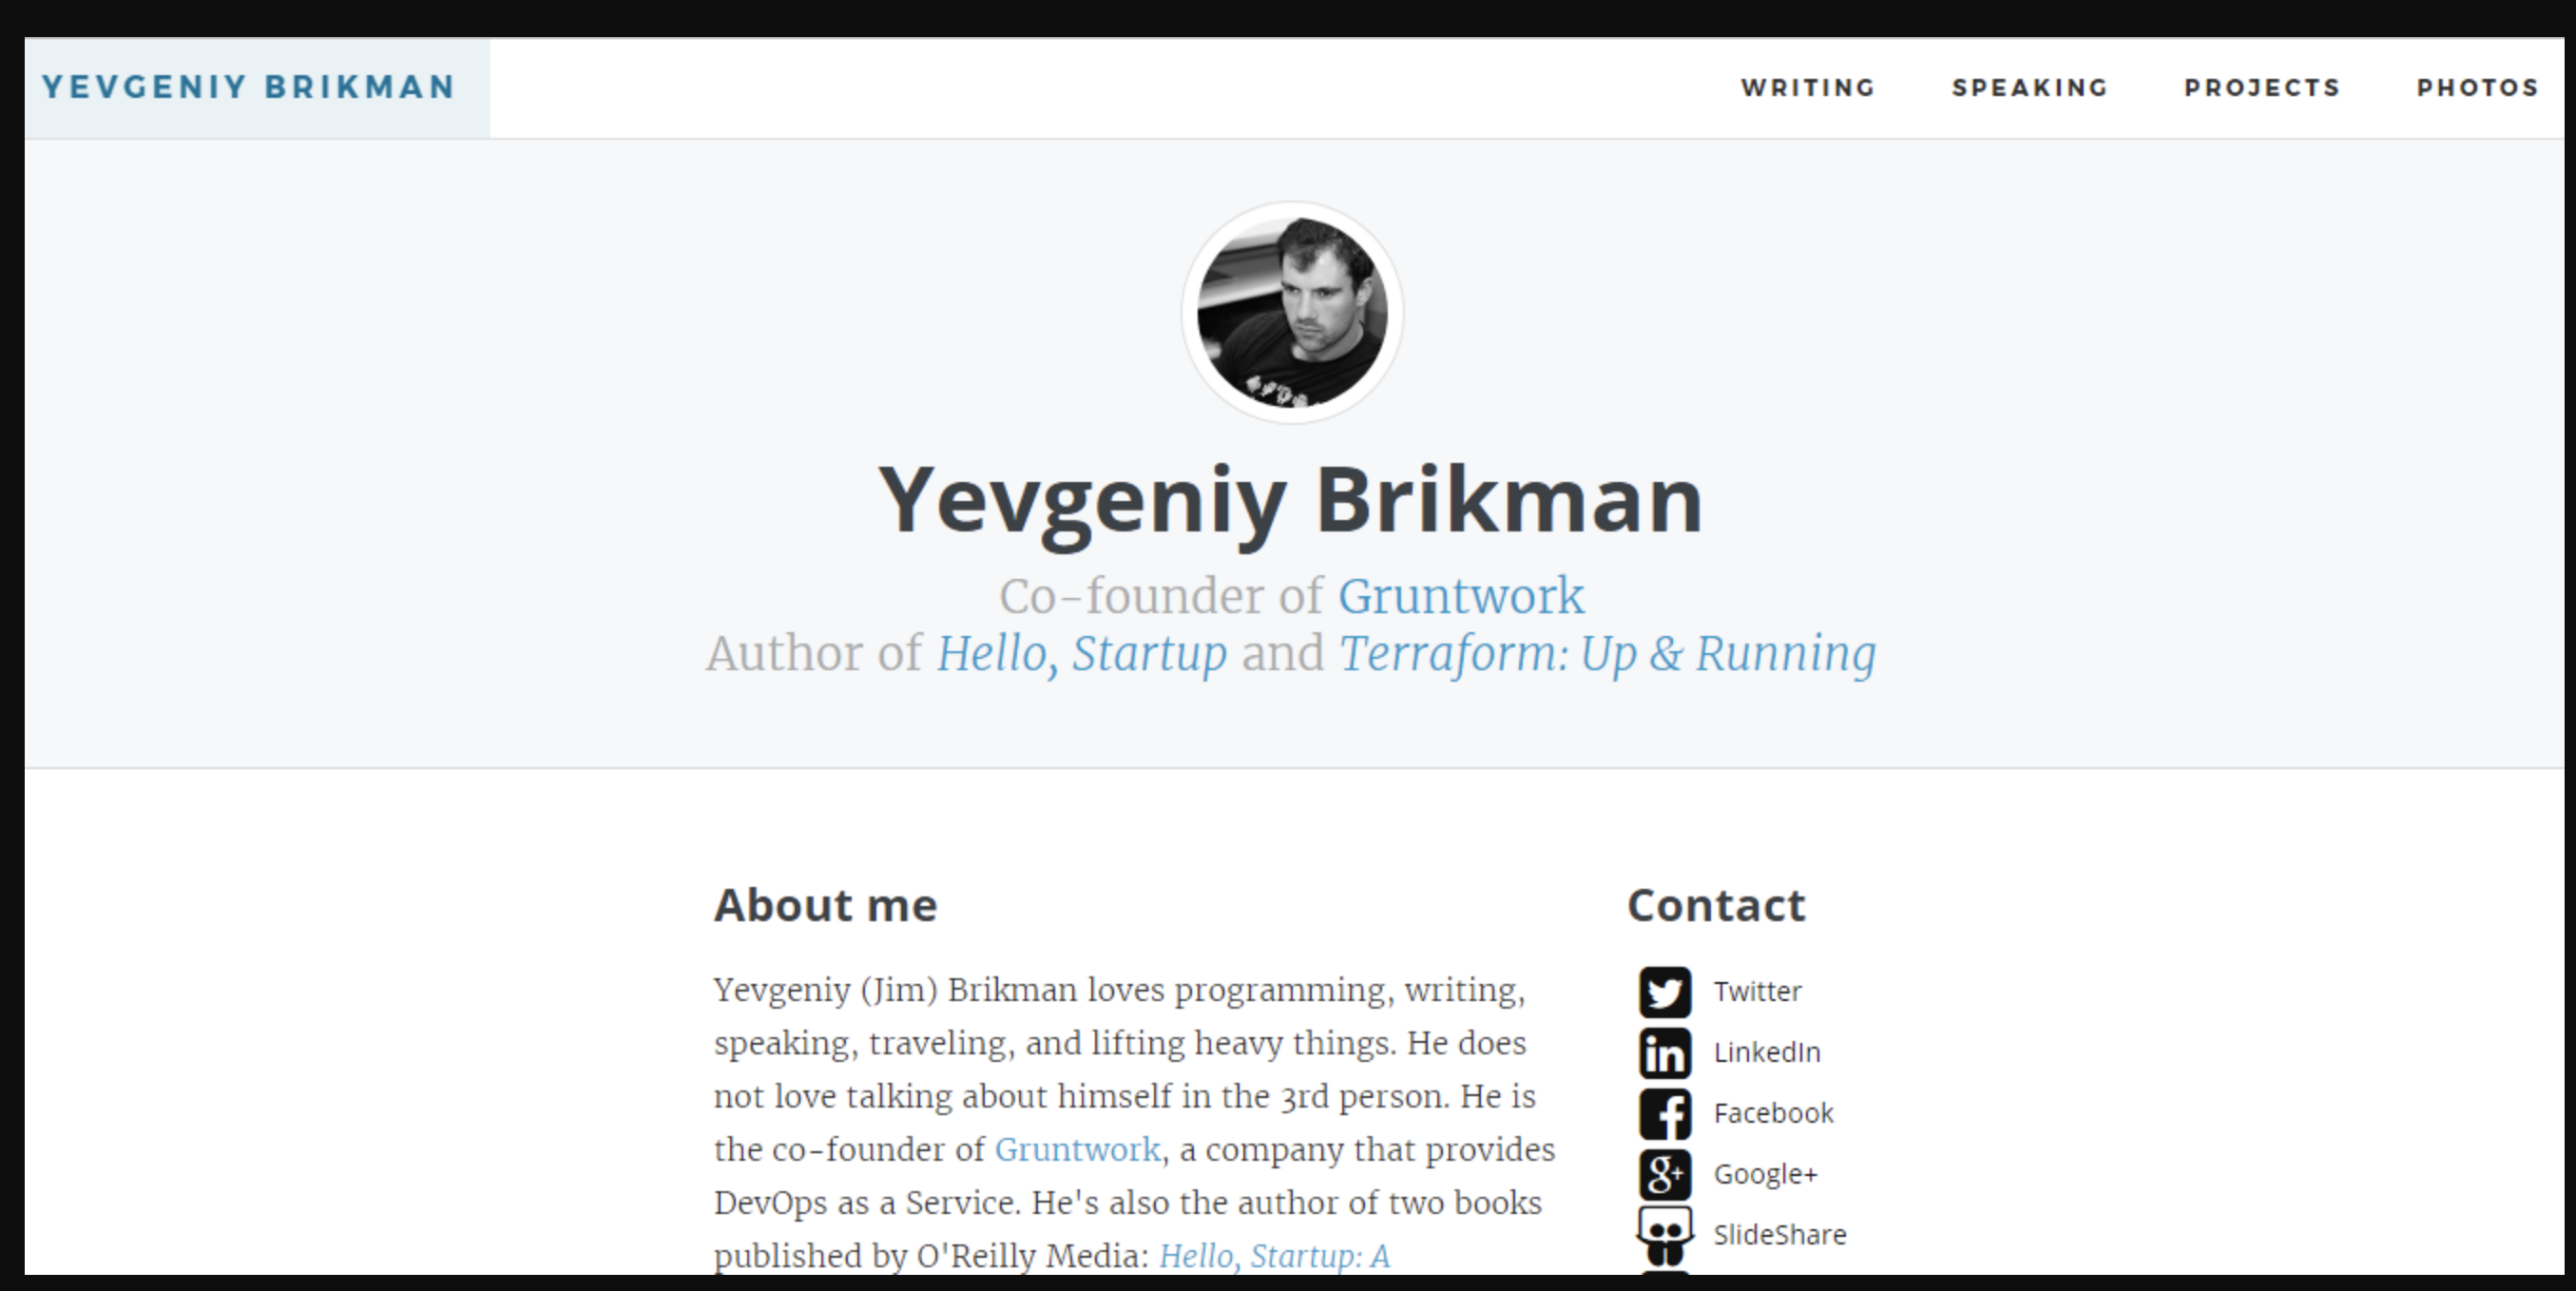 YEVGENIY BRIKMAN
WRITING SPEAKING PROJECTS PHOTOS
Yevgeniy Brikman
Co-founder of Gruntwork
Author of Hello, Startup and Terraform: Up & Running
About me
Yevgeniy (Jim) Brikman loves programming, writing,
speaking, traveling, and lifting heavy things. He does
not love talking about himself in the 3rd person. He is
the co-founder of Gruntwork, a company that provides
DevOps as a Service. He's also the author of two books
published by O'Reilly Media: Hello, Startup: A
Contact
Twitter
LinkedIn
Facebook
Google+
SlideShare